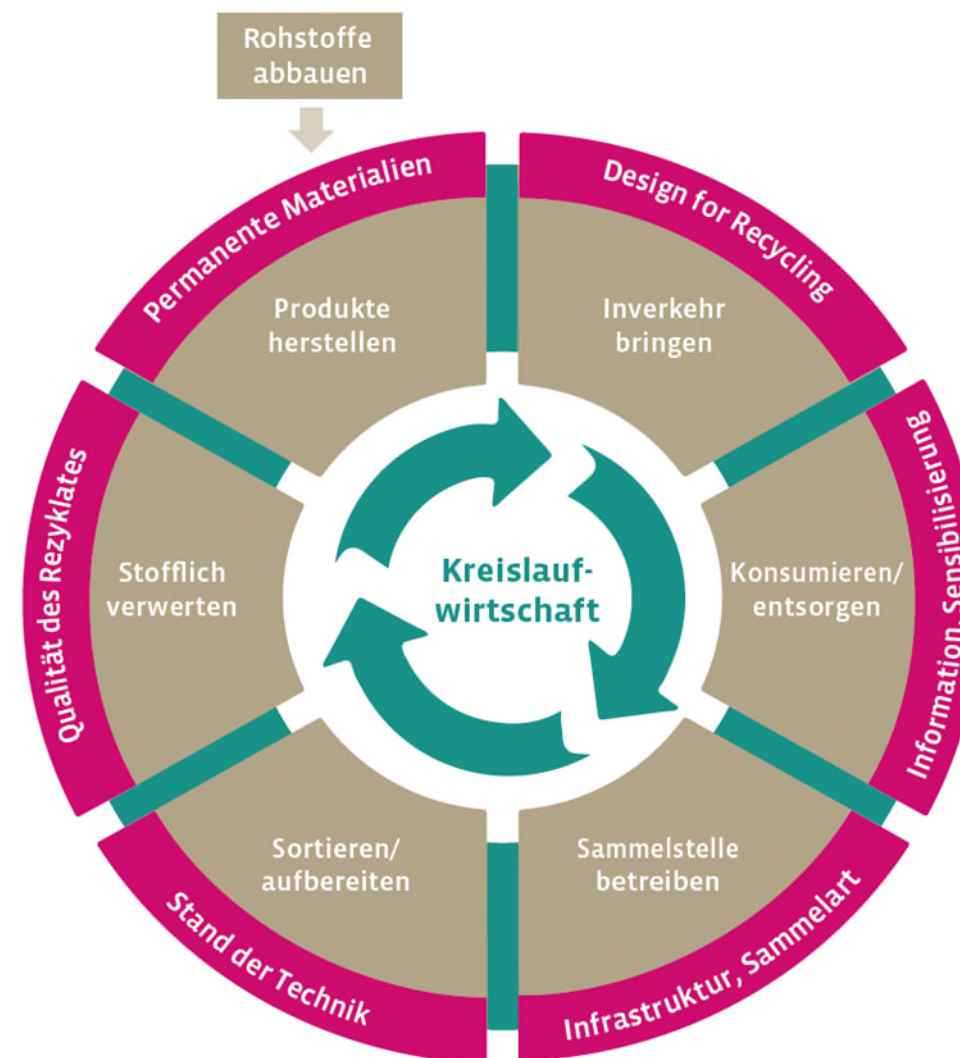 Rohstoffe
abbauen
Permanente Materialien
Design for Recycling
Produkte
herstellen
Inverkehr
bringen
Qualität des Rezyklates
Stofflich
verwerten
Kreislauf-
wirtschaft
Konsumieren/
entsorgen
Information, Sensibilisierung
Sortieren/
aufbereiten
Sammelstelle
betreiben
Stand der Technik
Infrastruktur, Sammelart